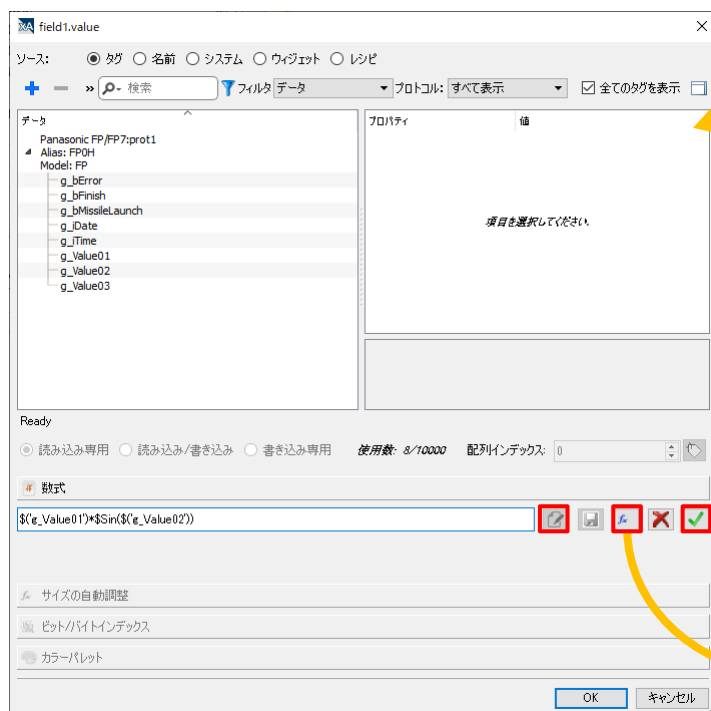 field1.value
ソース: タグ 名前 システム ウィジェット レシピ
» 検索 フィルタ データ プロトコル: すべて表示 全てのタグを表示
データ
プロパティ 値
Panasonic FP/FP7:prot1
Alias: FP0H
Model: FP
g_bError
g_bFinish
g_bMissileLaunch
g_iDate
g_iTime
g_Value01
g_Value02
g_Value03
項目を選択してください.
Ready
読み込み専用 読み込み/書き込み 書き込み専用 使用数: 8/10000 配列インデックス: 0
数式
$('g_Value01')*$Sin($('g_Value02'))
サイズの自動調整
ビット/バイトインデックス
カラーパレット
OK キャンセル